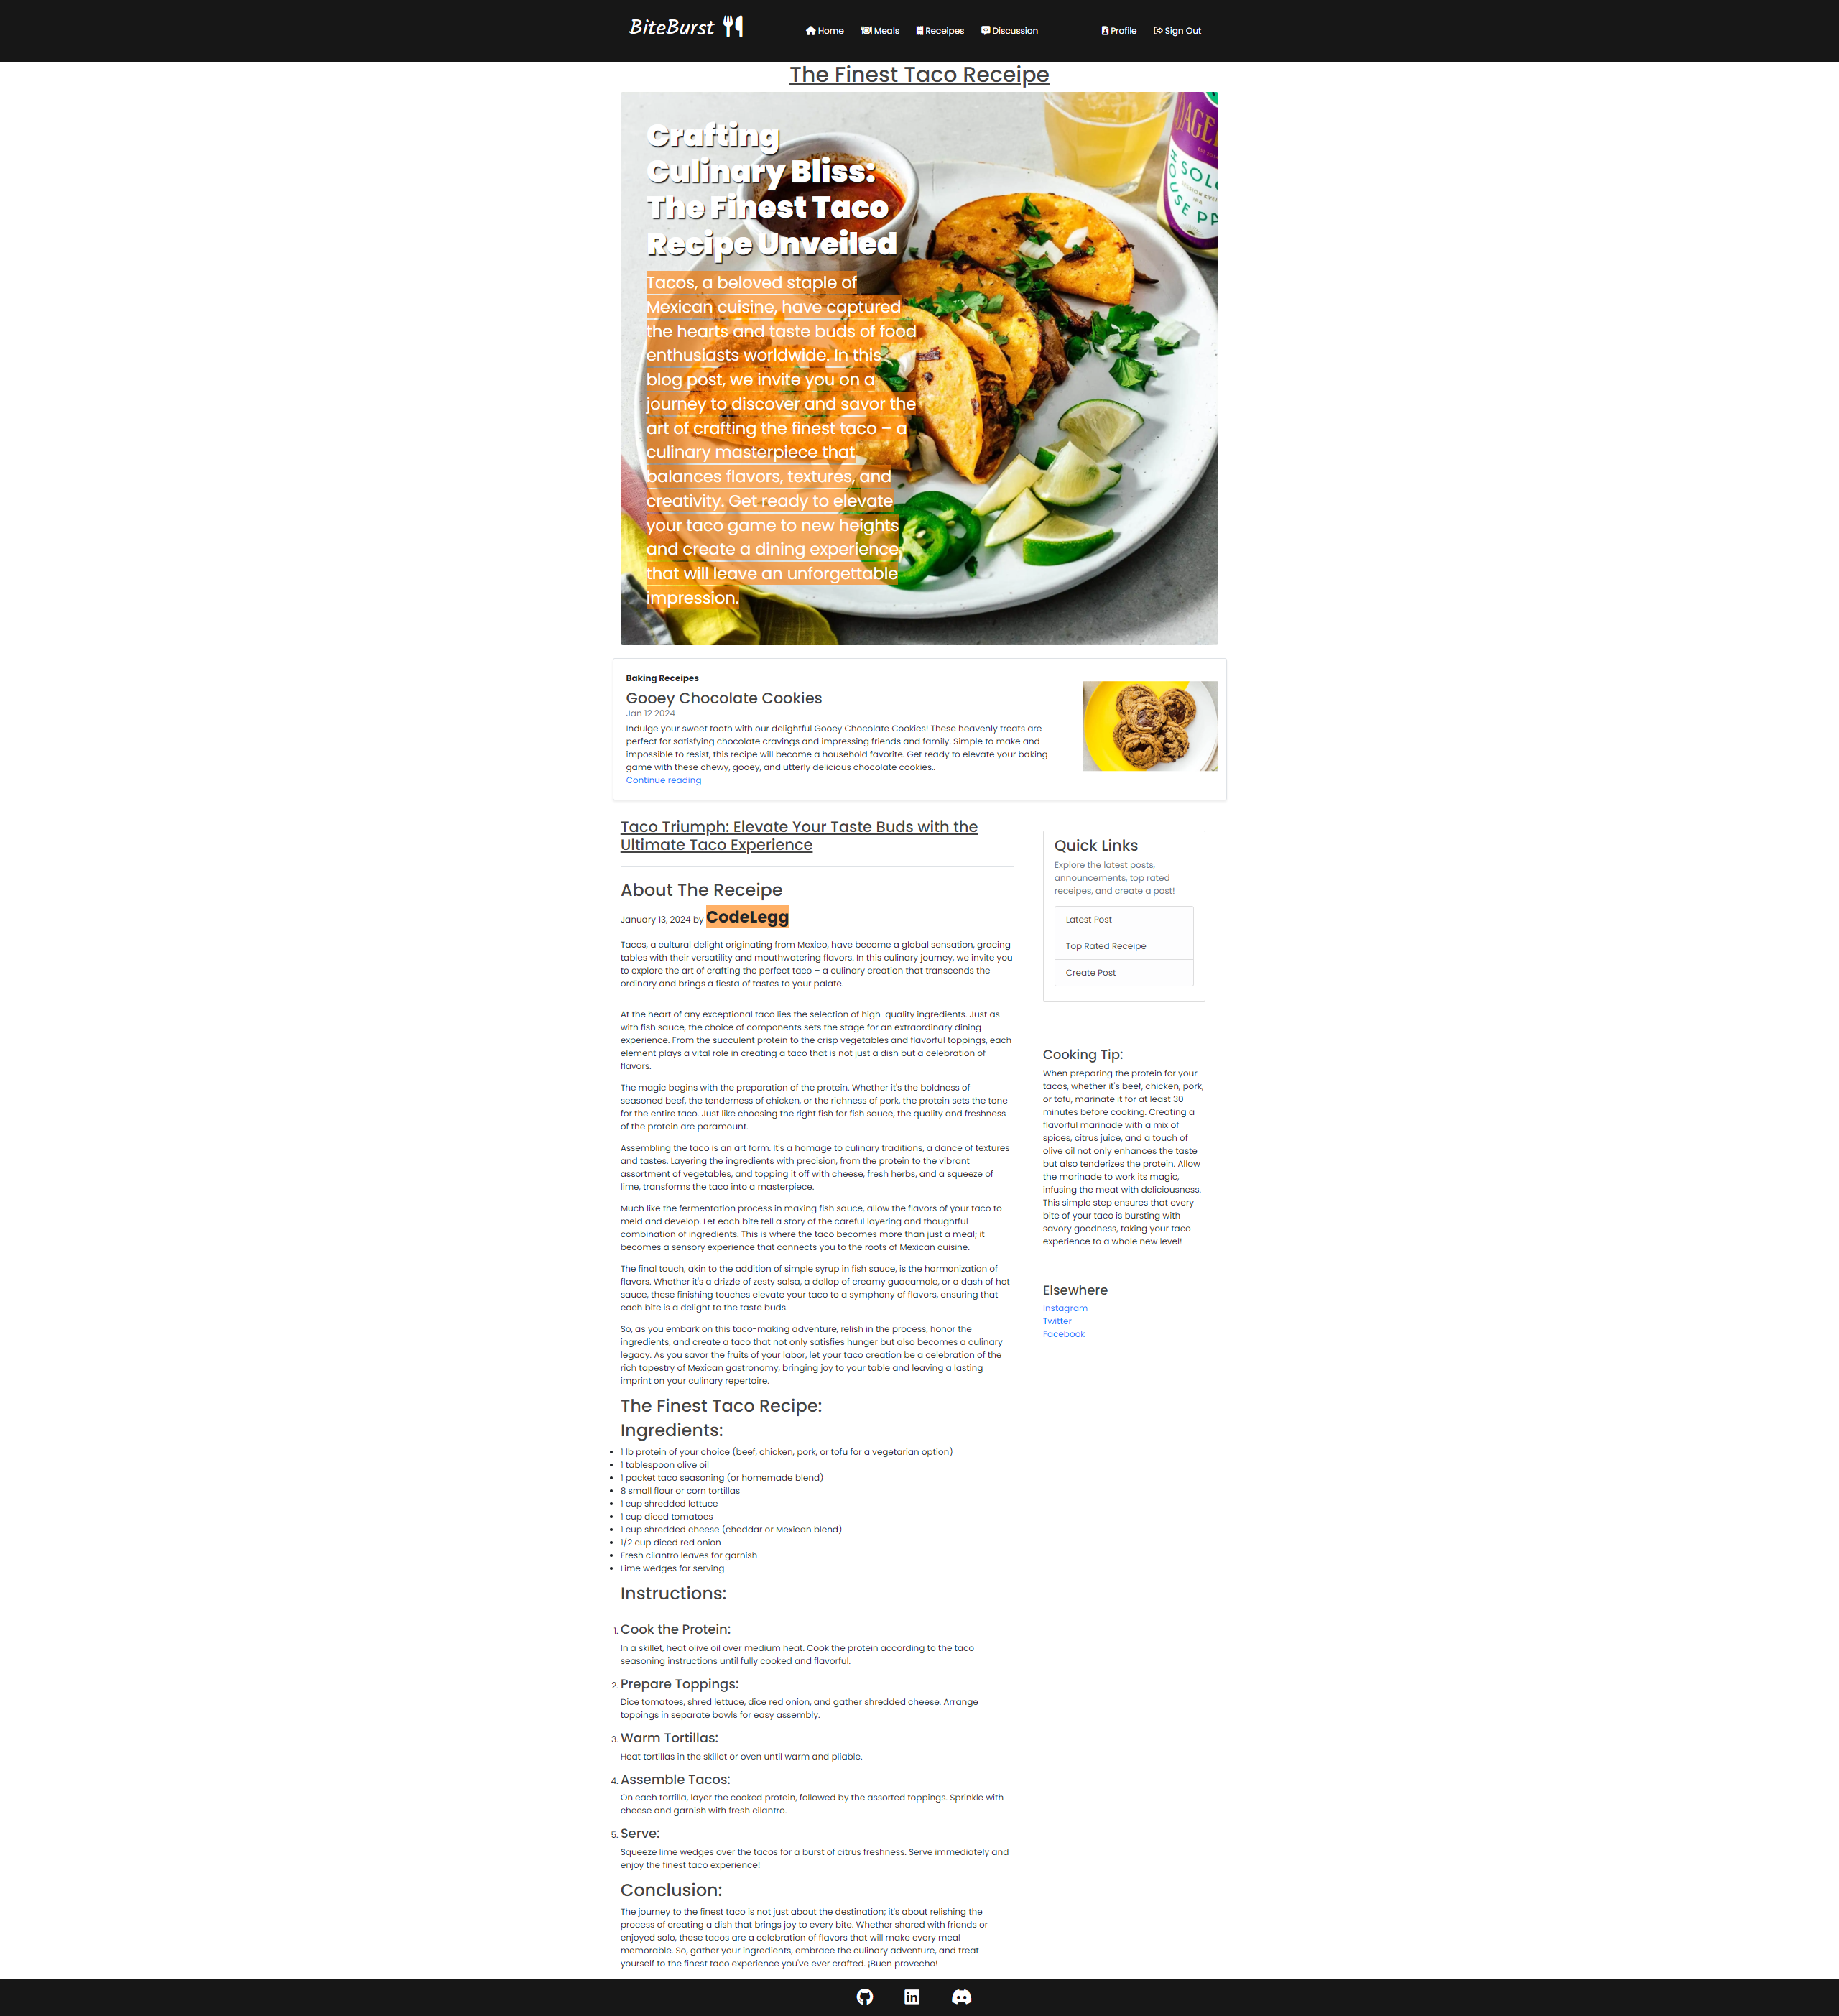 BiteBurst
Home Meals Receipes Discussion Profile Sign Out
The Finest Taco Receipe
Crafting
Culinary Bliss:
The Finest Taco
Recipe Unveiled
Tacos, a beloved staple of
Mexican cuisine, have captured
the hearts and taste buds of food
enthusiasts worldwide. In this
blog post, we invite you on a
journey to discover and savor the
art of crafting the finest taco – a
culinary masterpiece that
balances flavors, textures, and
creativity. Get ready to elevate
your taco game to new heights
and create a dining experience
that will leave an unforgettable
impression.
Baking Receipes
Gooey Chocolate Cookies
Jan 12 2024
Indulge your sweet tooth with our delightful Gooey Chocolate Cookies! These heavenly treats are
perfect for satisfying chocolate cravings and impressing friends and family. Simple to make and
impossible to resist, this recipe will become a household favorite. Get ready to elevate your baking
game with these chewy, gooey, and utterly delicious chocolate cookies..
Continue reading
Taco Triumph: Elevate Your Taste Buds with the
Ultimate Taco Experience
About The Receipe
January 13, 2024 by CodeLegg
Tacos, a cultural delight originating from Mexico, have become a global sensation, gracing
tables with their versatility and mouthwatering flavors. In this culinary journey, we invite you
to explore the art of crafting the perfect taco – a culinary creation that transcends the
ordinary and brings a fiesta of tastes to your palate.
At the heart of any exceptional taco lies the selection of high-quality ingredients. Just as
with fish sauce, the choice of components sets the stage for an extraordinary dining
experience. From the succulent protein to the crisp vegetables and flavorful toppings, each
element plays a vital role in creating a taco that is not just a dish but a celebration of
flavors.
The magic begins with the preparation of the protein. Whether it's the boldness of
seasoned beef, the tenderness of chicken, or the richness of pork, the protein sets the tone
for the entire taco. Just like choosing the right fish for fish sauce, the quality and freshness
of the protein are paramount.
Assembling the taco is an art form. It's a homage to culinary traditions, a dance of textures
and tastes. Layering the ingredients with precision, from the protein to the vibrant
assortment of vegetables, and topping it off with cheese, fresh herbs, and a squeeze of
lime, transforms the taco into a masterpiece.
Much like the fermentation process in making fish sauce, allow the flavors of your taco to
meld and develop. Let each bite tell a story of the careful layering and thoughtful
combination of ingredients. This is where the taco becomes more than just a meal; it
becomes a sensory experience that connects you to the roots of Mexican cuisine.
The final touch, akin to the addition of simple syrup in fish sauce, is the harmonization of
flavors. Whether it's a drizzle of zesty salsa, a dollop of creamy guacamole, or a dash of hot
sauce, these finishing touches elevate your taco to a symphony of flavors, ensuring that
each bite is a delight to the taste buds.
So, as you embark on this taco-making adventure, relish in the process, honor the
ingredients, and create a taco that not only satisfies hunger but also becomes a culinary
legacy. As you savor the fruits of your labor, let your taco creation be a celebration of the
rich tapestry of Mexican gastronomy, bringing joy to your table and leaving a lasting
imprint on your culinary repertoire.
The Finest Taco Recipe:
Ingredients:
• 1 lb protein of your choice (beef, chicken, pork, or tofu for a vegetarian option)
• 1 tablespoon olive oil
• 1 packet taco seasoning (or homemade blend)
• 8 small flour or corn tortillas
• 1 cup shredded lettuce
• 1 cup diced tomatoes
• 1 cup shredded cheese (cheddar or Mexican blend)
• 1/2 cup diced red onion
• Fresh cilantro leaves for garnish
• Lime wedges for serving
Instructions:
1. Cook the Protein:
In a skillet, heat olive oil over medium heat. Cook the protein according to the taco
seasoning instructions until fully cooked and flavorful.
2. Prepare Toppings:
Dice tomatoes, shred lettuce, dice red onion, and gather shredded cheese. Arrange
toppings in separate bowls for easy assembly.
3. Warm Tortillas:
Heat tortillas in the skillet or oven until warm and pliable.
4. Assemble Tacos:
On each tortilla, layer the cooked protein, followed by the assorted toppings. Sprinkle with
cheese and garnish with fresh cilantro.
5. Serve:
Squeeze lime wedges over the tacos for a burst of citrus freshness. Serve immediately and
enjoy the finest taco experience!
Conclusion:
The journey to the finest taco is not just about the destination; it's about relishing the
process of creating a dish that brings joy to every bite. Whether shared with friends or
enjoyed solo, these tacos are a celebration of flavors that will make every meal
memorable. So, gather your ingredients, embrace the culinary adventure, and treat
yourself to the finest taco experience you've ever crafted. ¡Buen provecho!
Quick Links
Explore the latest posts,
announcements, top rated
receipes, and create a post!
Latest Post
Top Rated Receipe
Create Post
Cooking Tip:
When preparing the protein for your
tacos, whether it's beef, chicken, pork,
or tofu, marinate it for at least 30
minutes before cooking. Creating a
flavorful marinade with a mix of
spices, citrus juice, and a touch of
olive oil not only enhances the taste
but also tenderizes the protein. Allow
the marinade to work its magic,
infusing the meat with deliciousness.
This simple step ensures that every
bite of your taco is bursting with
savory goodness, taking your taco
experience to a whole new level!
Elsewhere
Instagram
Twitter
Facebook